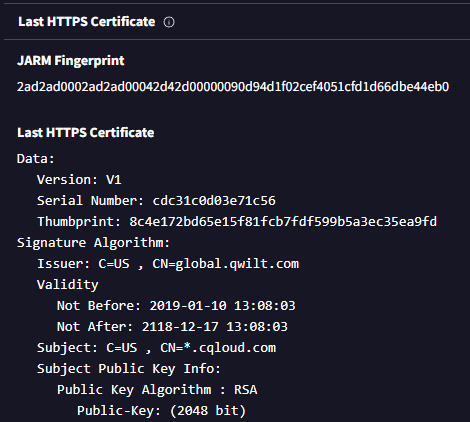 Last HTTPS Certificate
JARM Fingerprint
2ad2ad0002ad2ad00042d42d00000090d94d1f02cef4051cfd1d66dbe44eb0
Last HTTPS Certificate
Data:
Version: V1
Serial Number: cdc31c0d03e71c56
Thumbprint: 8c4e172bd65e15f81fcb7fdf599b5a3ec35ea9fd
Signature Algorithm:
Issuer: C=US , CN=global.qwilt.com
Validity
Not Before: 2019-01-10 13:08:03
Not After: 2118-12-17 13:08:03
Subject: C=US , CN=*.cqloud.com
Subject Public Key Info:
Public Key Algorithm : RSA
Public-Key: (2048 bit)